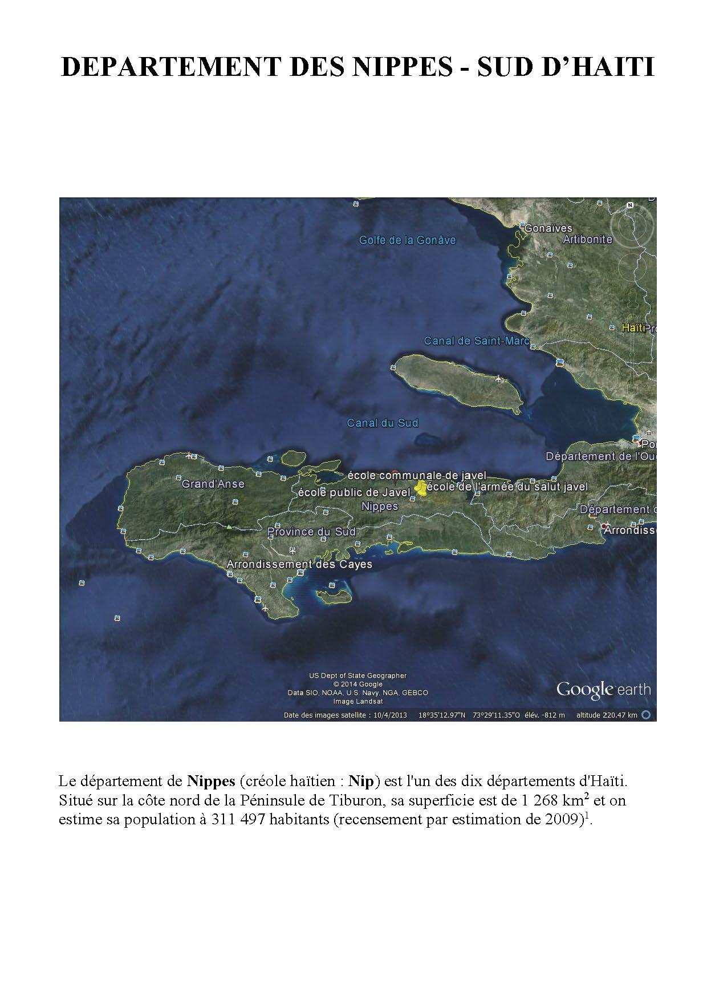 DEPARTEMENT DES NIPPES - SUD D’HAITI
N
Gonaïves
Golfe de la Gonâve
Artibonite
Haïti
Canal de Saint-Marc
Canal du Sud
Département de l'Ou
école communale de javel
Grand'Anse
école de l'armée du salut javel
école public de Javel
Nippes
Département d
Province du Sud
Arrondiss
Arrondissement des Cayes
US Dept of State Geographer
© 2014 Google
Data SIO, NOAA, U.S. Navy, NGA, GEBCO
Image Landsat
Google earth
Date des images satellite : 10/4/2013 18°35'12.97"N 73°29'11.35"O élév. -812 m altitude 220.47 km
Le département de Nippes (créole haïtien : Nip) est l'un des dix départements d'Haïti.
Situé sur la côte nord de la Péninsule de Tiburon, sa superficie est de 1 268 km² et on
estime sa population à 311 497 habitants (recensement par estimation de 2009)¹.